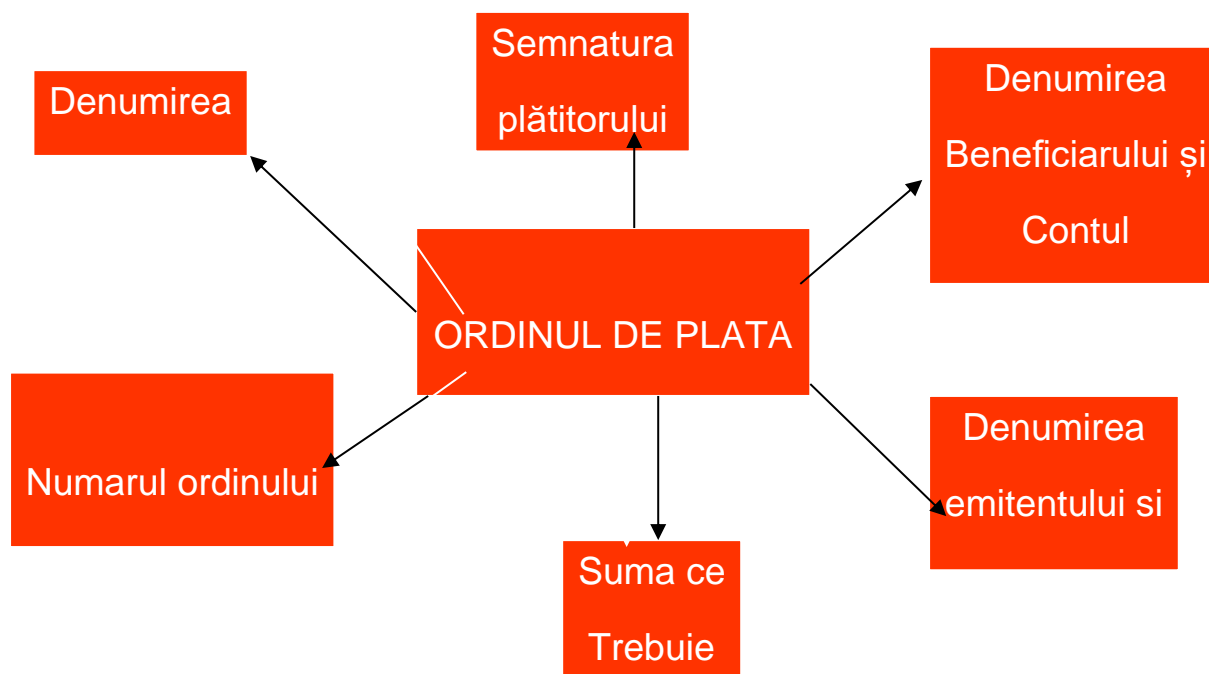 Semnatura
plătitorului
Denumirea
Denumirea
Beneficiarului și
Contul
ORDINUL DE PLATA
Numarul ordinului
Denumirea
emitentului si
Suma ce
Trebuie